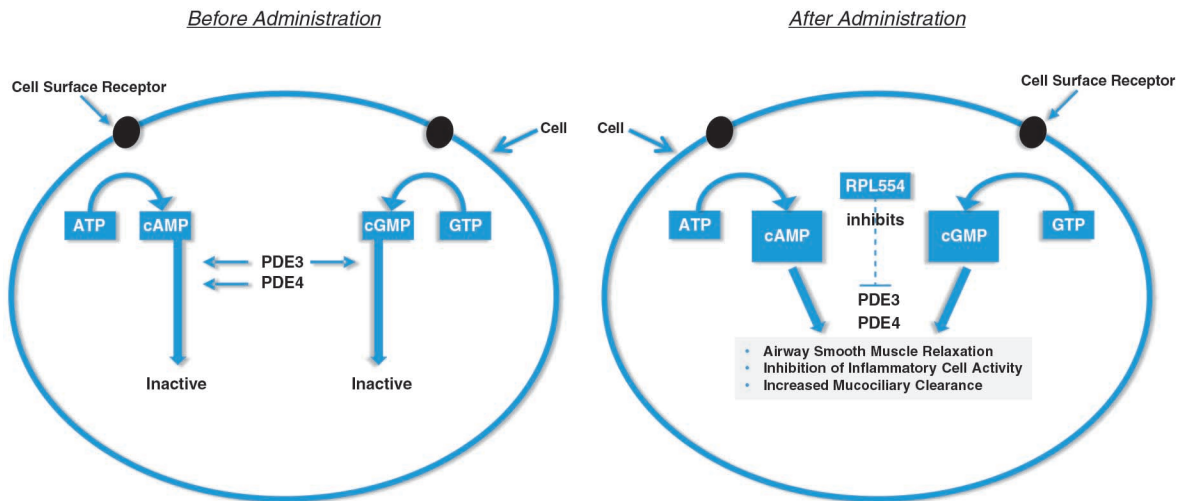 Before Administration
Cell Surface Receptor
Cell
ATP
cAMP
cGMP
GTP
PDE3
PDE4
Inactive
Inactive
After Administration
Cell Surface Receptor
Cell
RPL554
inhibits
ATP
cAMP
cGMP
GTP
PDE3
PDE4
• Airway Smooth Muscle Relaxation
• Inhibition of Inflammatory Cell Activity
• Increased Mucociliary Clearance